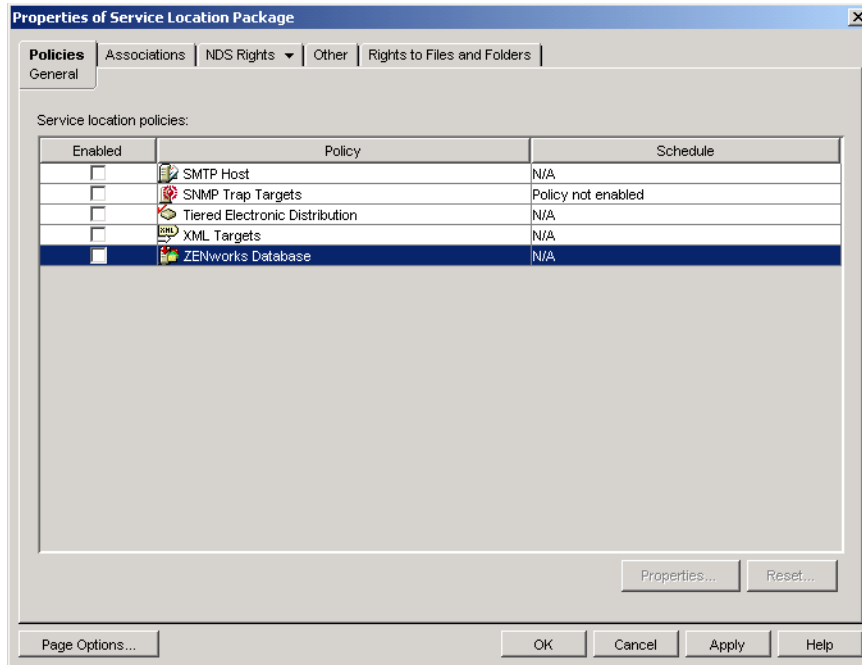 Properties of Service Location Package
Policies Associations NDS Rights Other Rights to Files and Folders
General
Service location policies:
Enabled Policy Schedule
SMTP Host N/A
SNMP Trap Targets Policy not enabled
Tiered Electronic Distribution N/A
XML XML Targets N/A
ZENworks Database N/A
Properties... Reset...
Page Options... OK Cancel Apply Help